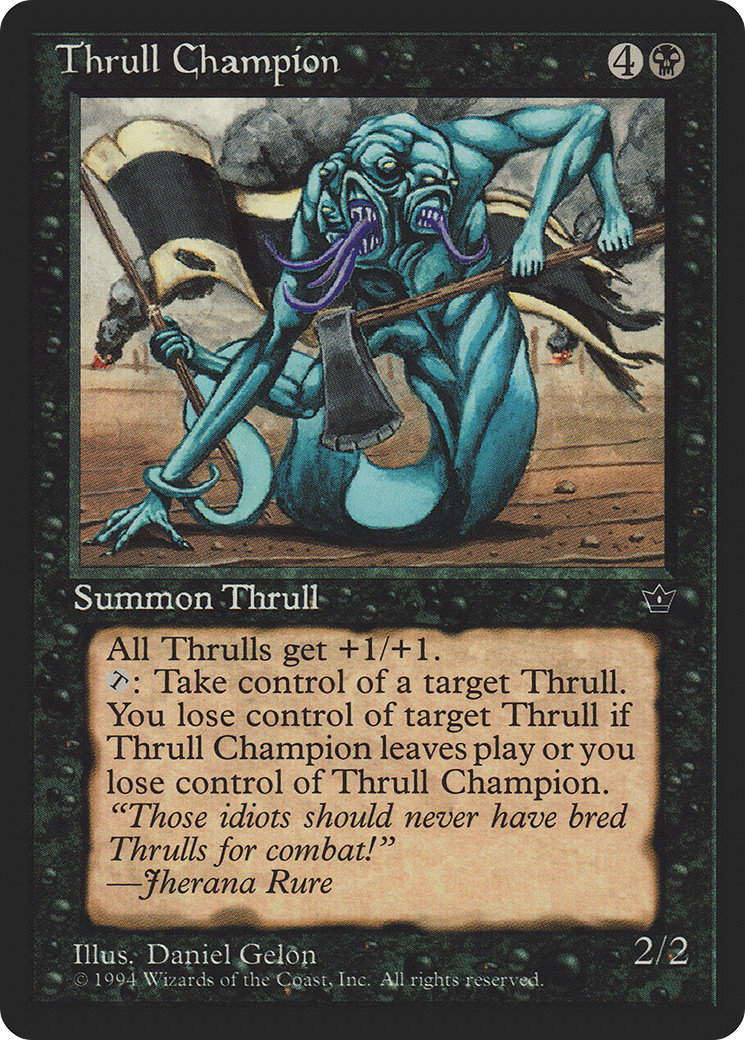 Thrull Champion
4
Summon Thrull
All Thrulls get +1/+1.
T: Take control of a target Thrull.
You lose control of target Thrull if
Thrull Champion leaves play or you
lose control of Thrull Champion.
“Those idiots should never have bred
Thrulls for combat!”
—Jherana Rure
Illus. Daniel Gelon
2/2
© 1994 Wizards of the Coast, Inc. All rights reserved.